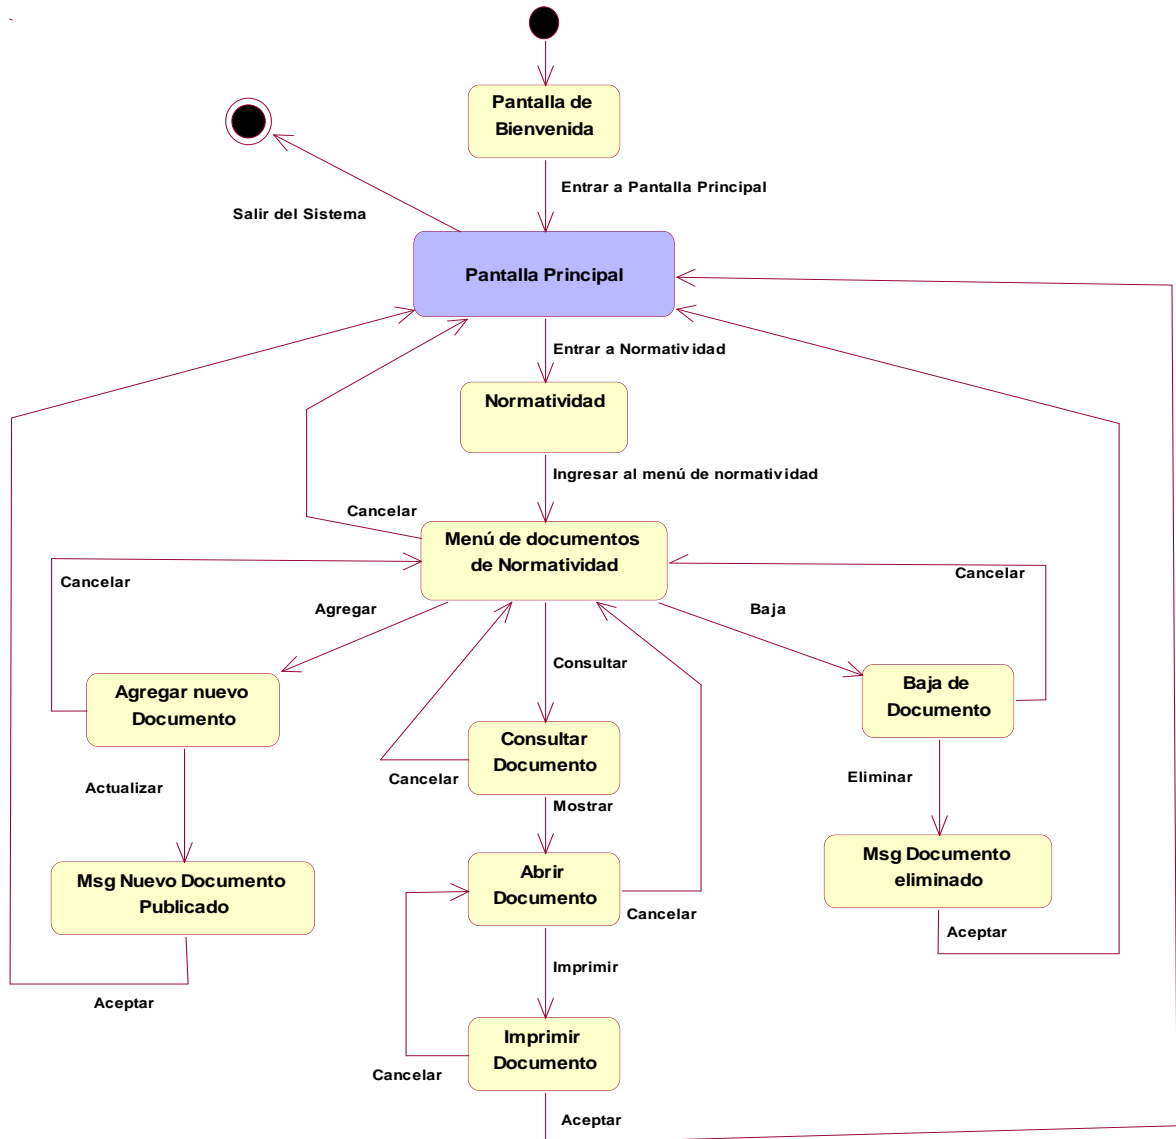 Pantalla de
Bienvenida
Entrar a Pantalla Principal
Salir del Sistema
Pantalla Principal
Entrar a Normatividad
Normatividad
Ingresar al menú de normatividad
Cancelar
Menú de documentos
de Normatividad
Cancelar
Cancelar
Agregar
Baja
Consultar
Agregar nuevo
Documento
Baja de
Documento
Consultar
Documento
Cancelar
Actualizar
Eliminar
Mostrar
Msg Nuevo Documento
Publicado
Abrir
Documento
Msg Documento
eliminado
Cancelar
Aceptar
Imprimir
Aceptar
Imprimir
Documento
Cancelar
Aceptar